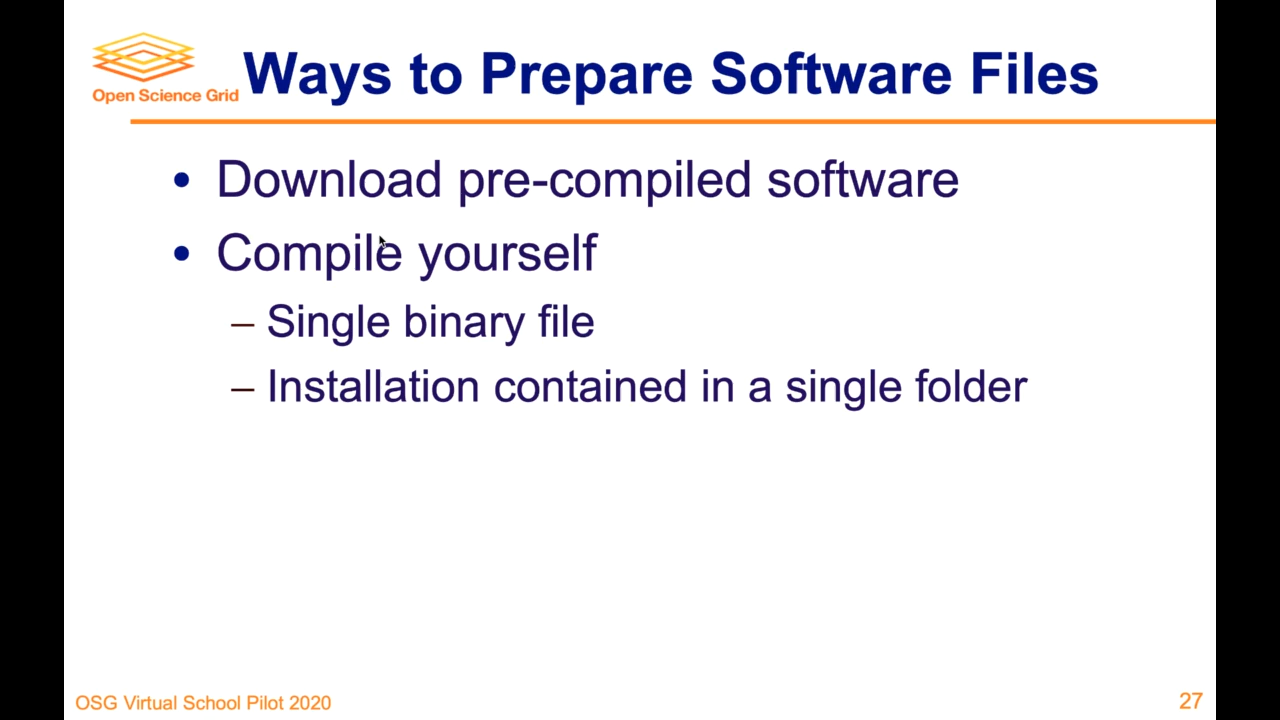 Open Science Grid
Ways to Prepare Software Files
• Download pre-compiled software
• Compile yourself
– Single binary file
– Installation contained in a single folder
OSG Virtual School Pilot 2020
27